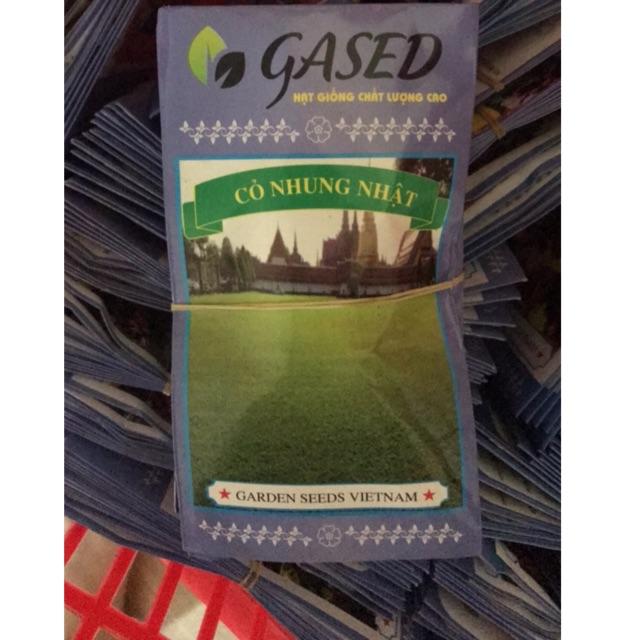 GASED
HẠT GIỐNG CHẤT LƯỢNG CAO
CỎ NHUNG NHẬT
★ GARDEN SEEDS VIETNAM ★